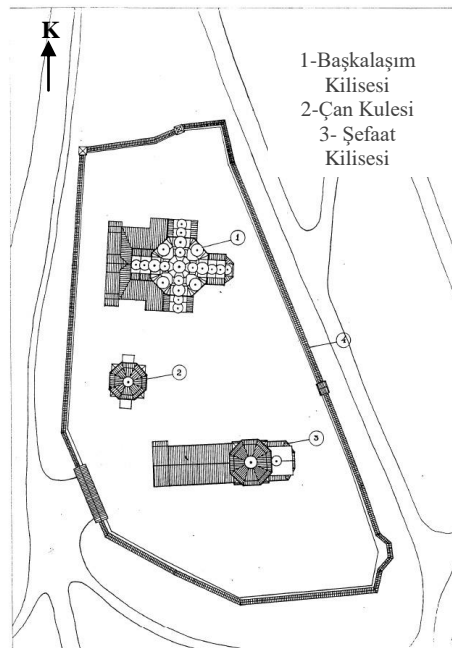 K
1-Başkalaşım
Kilisesi
2-Çan Kulesi
3- Şefaat
Kilisesi
1
2
4
3